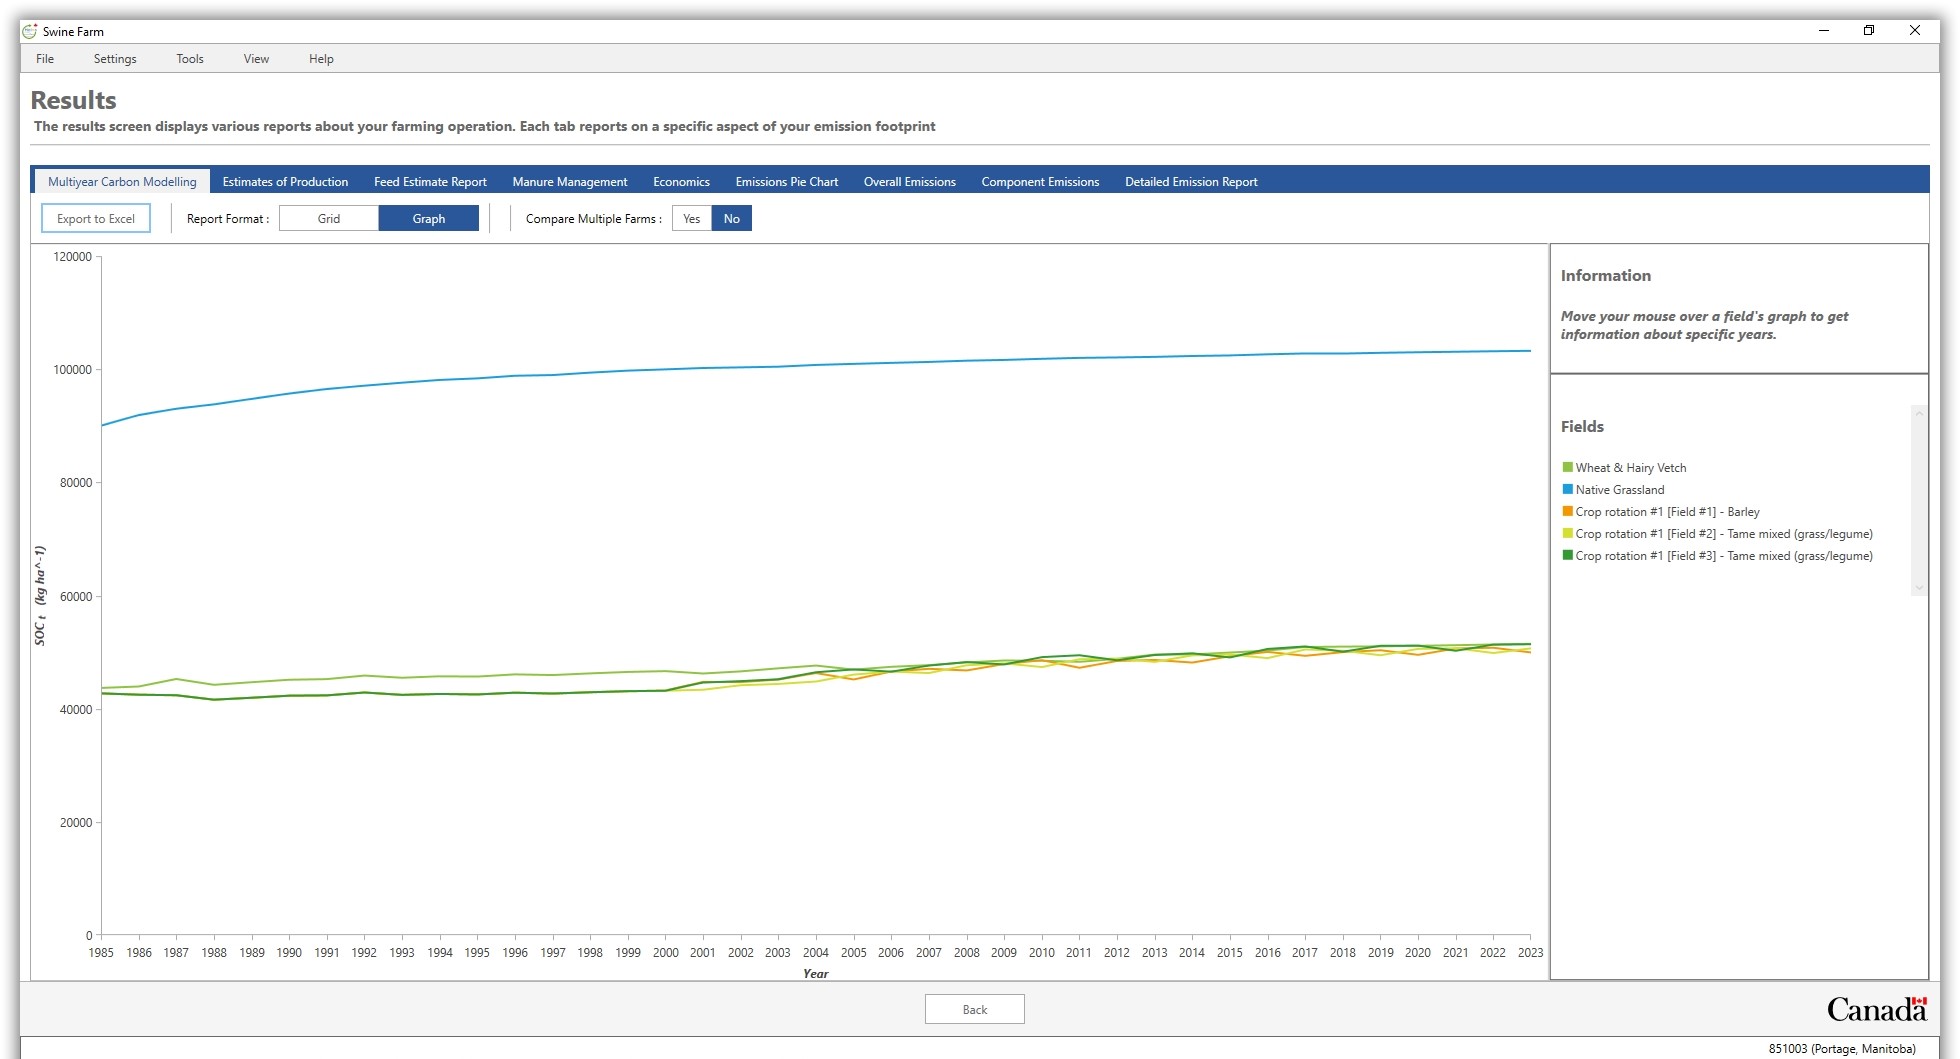 Swine Farm
File Settings Tools View Help
Results
The results screen displays various reports about your farming operation. Each tab reports on a specific aspect of your emission footprint
Multiyear Carbon Modelling Estimates of Production Feed Estimate Report Manure Management Economics Emissions Pie Chart Overall Emissions Component Emissions Detailed Emission Report
Export to Excel Report Format : Grid Graph Compare Multiple Farms : Yes No
120000
100000
80000
60000
40000
20000
0
SOC t (kg ha^-1)
1985 1986 1987 1988 1989 1990 1991 1992 1993 1994 1995 1996 1997 1998 1999 2000 2001 2002 2003 2004 2005 2006 2007 2008 2009 2010 2011 2012 2013 2014 2015 2016 2017 2018 2019 2020 2021 2022 2023
Year
Information
Move your mouse over a field's graph to get
information about specific years.
Fields
Wheat & Hairy Vetch
Native Grassland
Crop rotation #1 [Field #1] - Barley
Crop rotation #1 [Field #2] - Tame mixed (grass/legume)
Crop rotation #1 [Field #3] - Tame mixed (grass/legume)
Back
Canada
851003 (Portage, Manitoba)